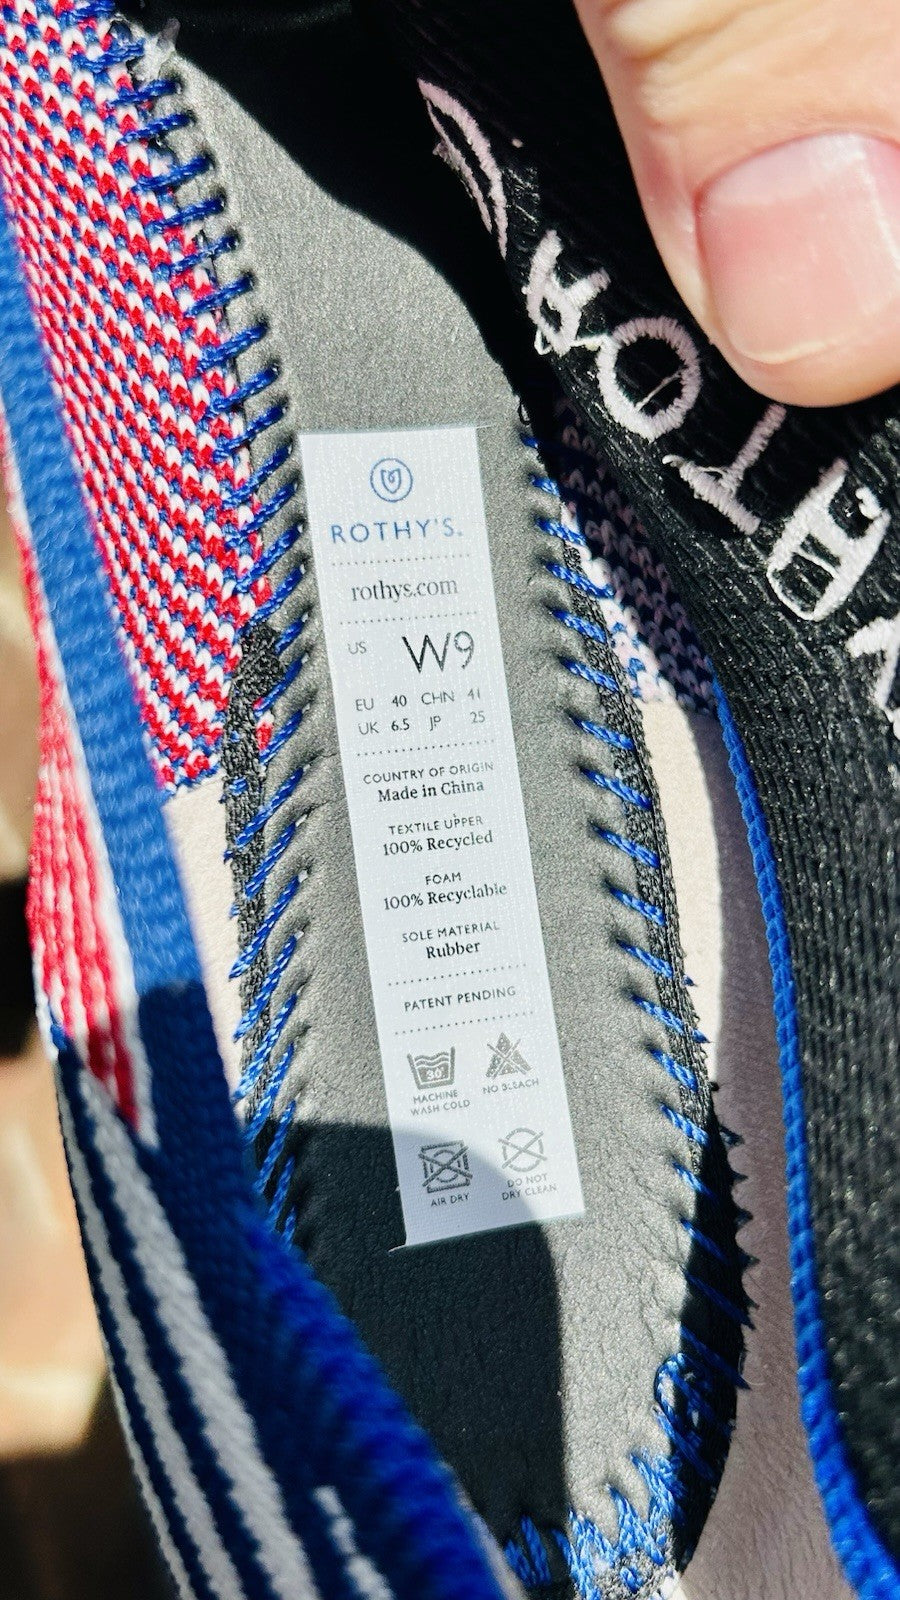 ROTHY'S.
rothys.com
US W9
EU 40 CHN 41
UK 6.5 JP 25
COUNTRY OF ORIGIN
Made in China
TEXTILE UPPER
100% Recycled
FOAM
100% Recyclable
SOLE MATERIAL
Rubber
PATENT PENDING
30°
MACHINE
WASH COLD
NO BLEACH
AIR DRY
DO NOT
DRY CLEAN